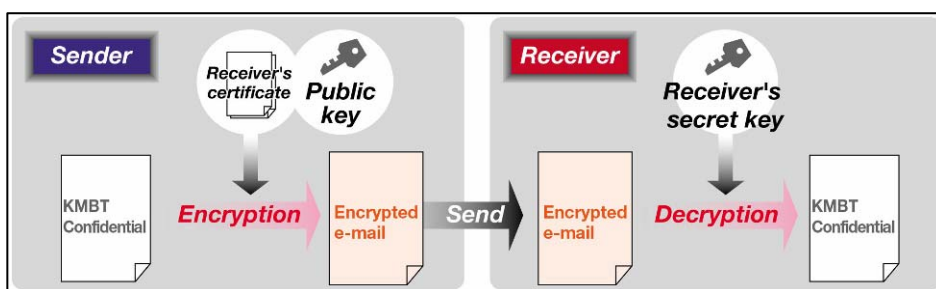 Sender
Receiver's
certificate
Public
key
KMBT
Confidential
Encryption
Encrypted
e-mail
Send
Receiver
Receiver's
secret key
Encrypted
e-mail
Decryption
KMBT
Confidential